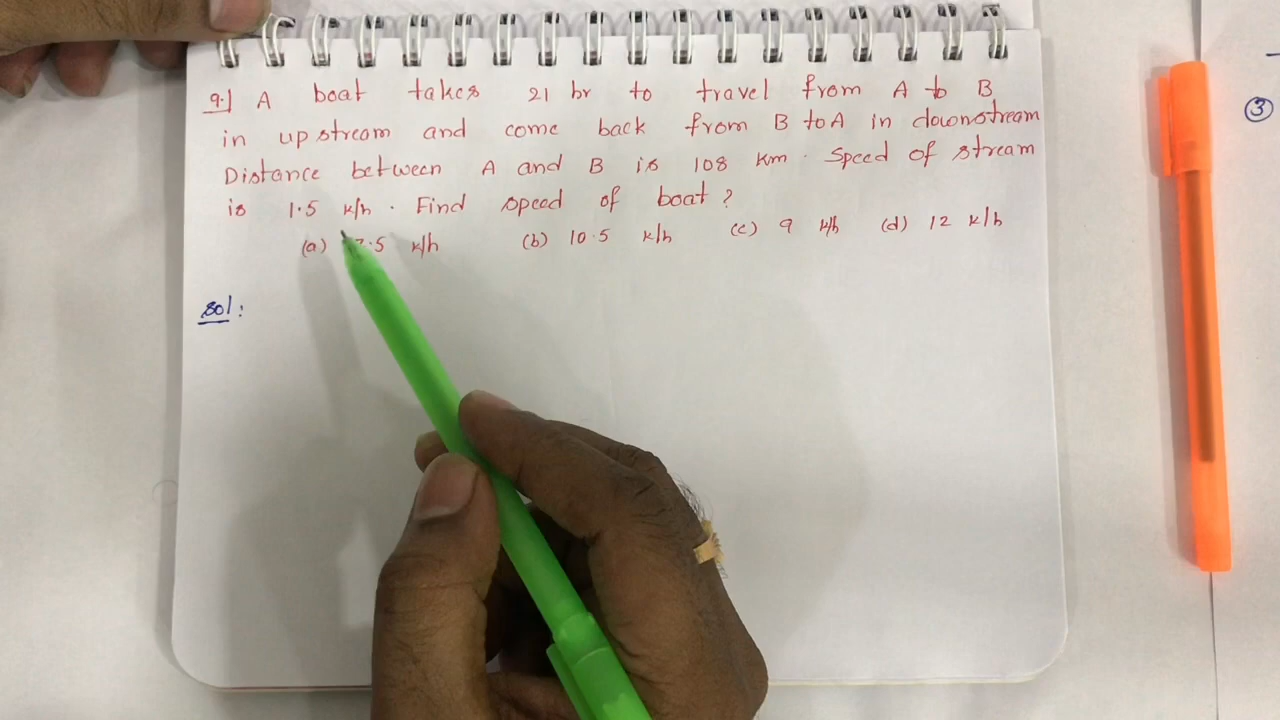 9.) A boat takes 21 hr to travel from A to B
in upstream and come back from B to A in downstream
Distance between A and B is 108 km. Speed of stream
is 1.5 k/h. Find speed of boat?
(a) 7.5 k/h (b) 10.5 k/h (c) 9 k/h (d) 12 k/h
Sol:
3